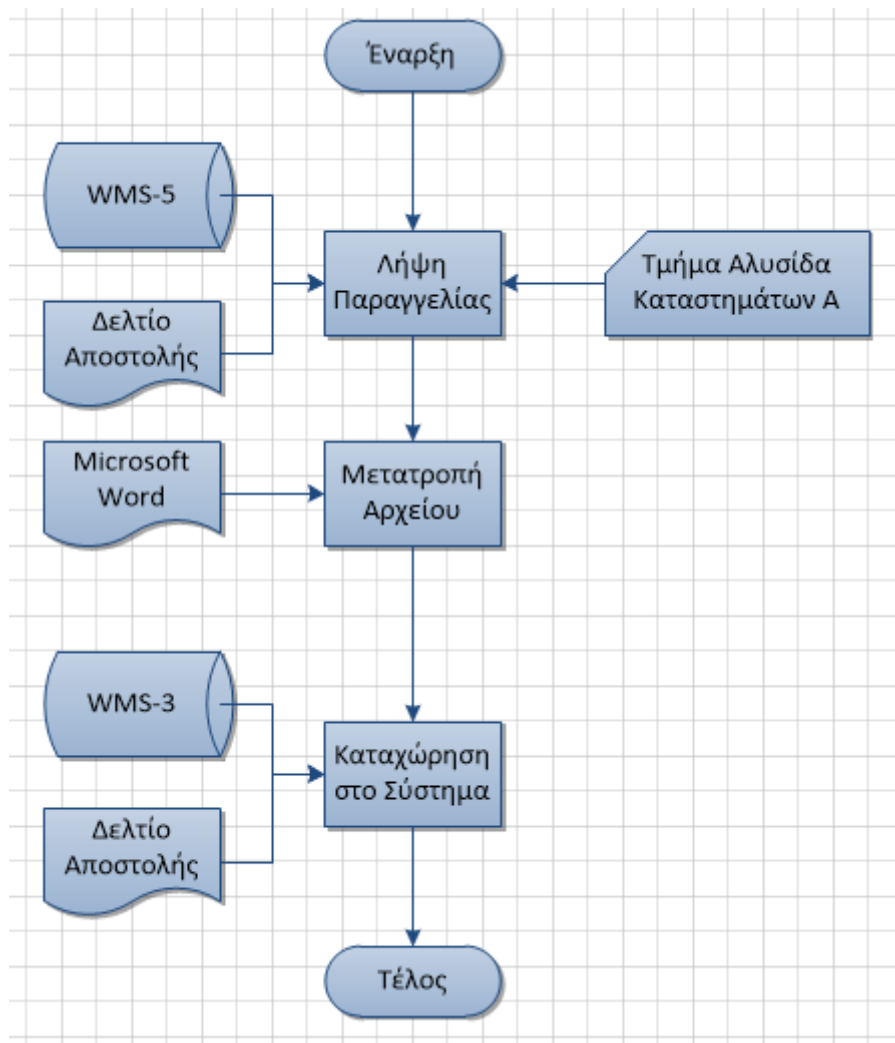 Έναρξη
WMS-5
Λήψη
Παραγγελίας
Τμήμα Αλυσίδα
Καταστημάτων Α
Δελτίο
Αποστολής
Microsoft
Word
Μετατροπή
Αρχείου
WMS-3
Καταχώρηση
στο Σύστημα
Δελτίο
Αποστολής
Τέλος